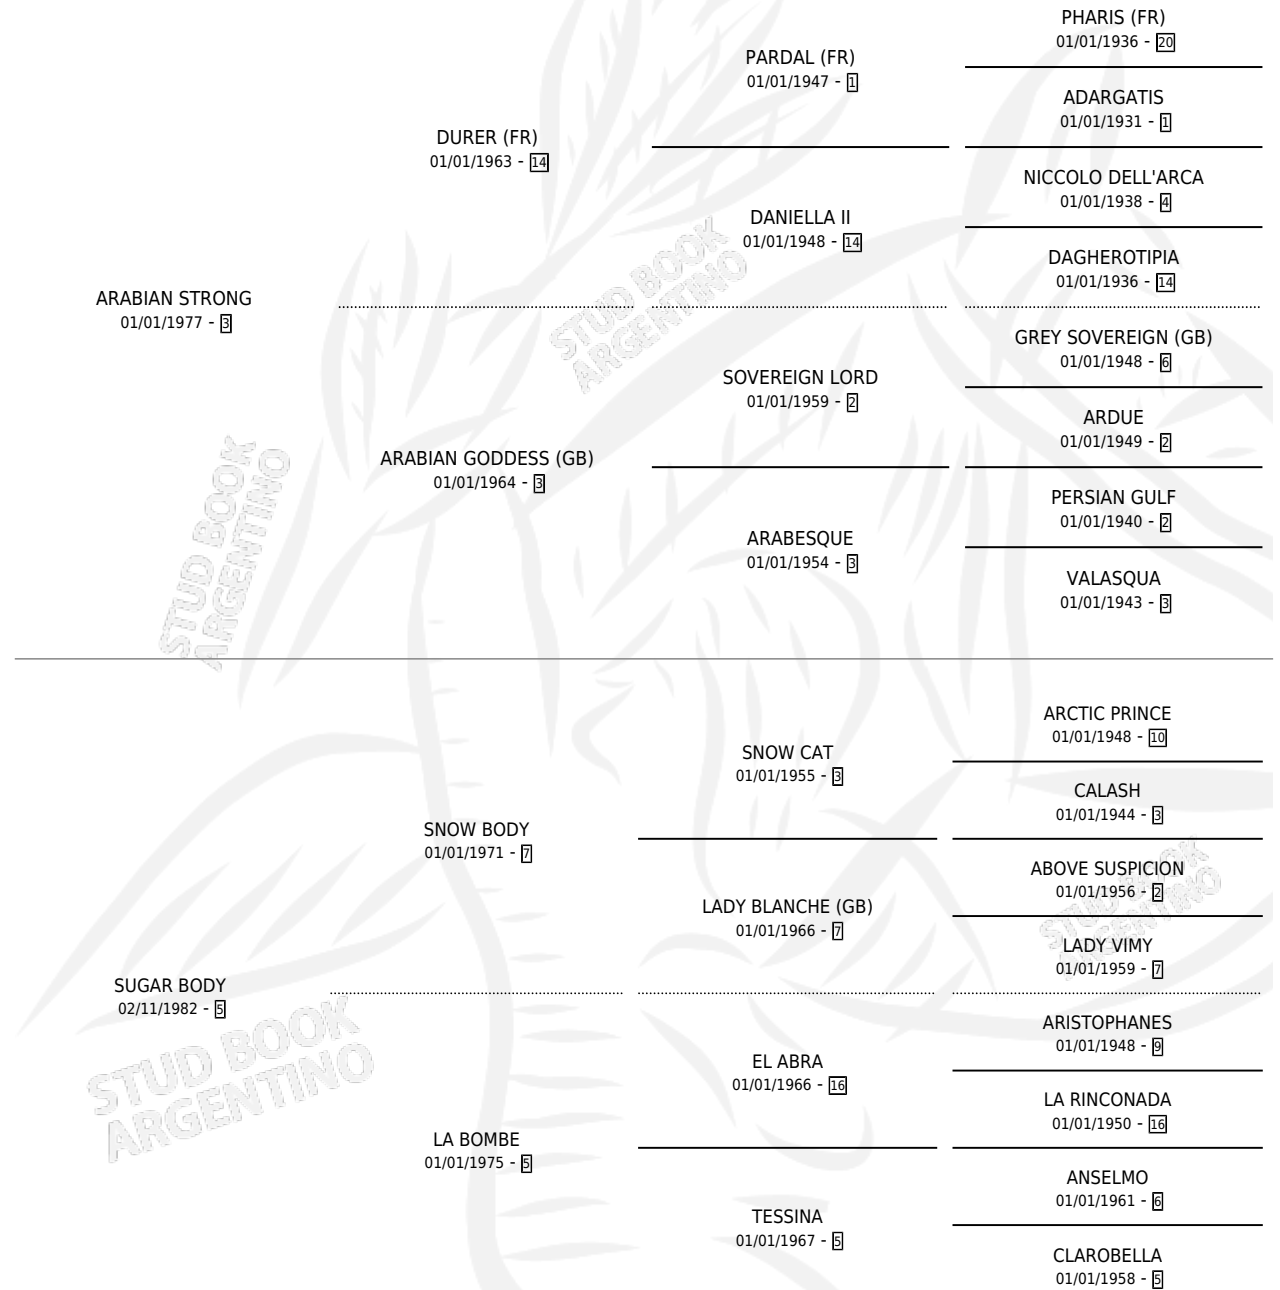 PHARIS (FR)
01/01/1936 - 20
PARDAL (FR)
01/01/1947 - 1
ADARGATIS
01/01/1931 - 1
DURER (FR)
01/01/1963 - 14
NICCOLO DELL'ARCA
01/01/1938 - 4
DANIELLA II
01/01/1948 - 14
DAGHEROTIPIA
01/01/1936 - 14
ARABIAN STRONG
01/01/1977 - 3
GREY SOVEREIGN (GB)
01/01/1948 - 6
SOVEREIGN LORD
01/01/1959 - 2
ARDUE
01/01/1949 - 2
ARABIAN GODDESS (GB)
01/01/1964 - 3
PERSIAN GULF
01/01/1940 - 2
ARABESQUE
01/01/1954 - 3
VALASQUA
01/01/1943 - 3
ARCTIC PRINCE
01/01/1948 - 10
SNOW CAT
01/01/1955 - 3
CALASH
01/01/1944 - 3
SNOW BODY
01/01/1971 - 7
ABOVE SUSPICION
01/01/1956 - 2
LADY BLANCHE (GB)
01/01/1966 - 7
LADY VIMY
01/01/1959 - 7
SUGAR BODY
02/11/1982 - 5
ARISTOPHANES
01/01/1948 - 9
EL ABRA
01/01/1966 - 16
LA RINCONADA
01/01/1950 - 16
LA BOMBE
01/01/1975 - 5
ANSELMO
01/01/1961 - 6
TESSINA
01/01/1967 - 5
CLAROBELLA
01/01/1958 - 5
STUD BOOK
ARGENTINO
STUD BOOK
ARGENTINO
STUD BOOK
ARGENTINO
STUD BOOK
ARGENTINO